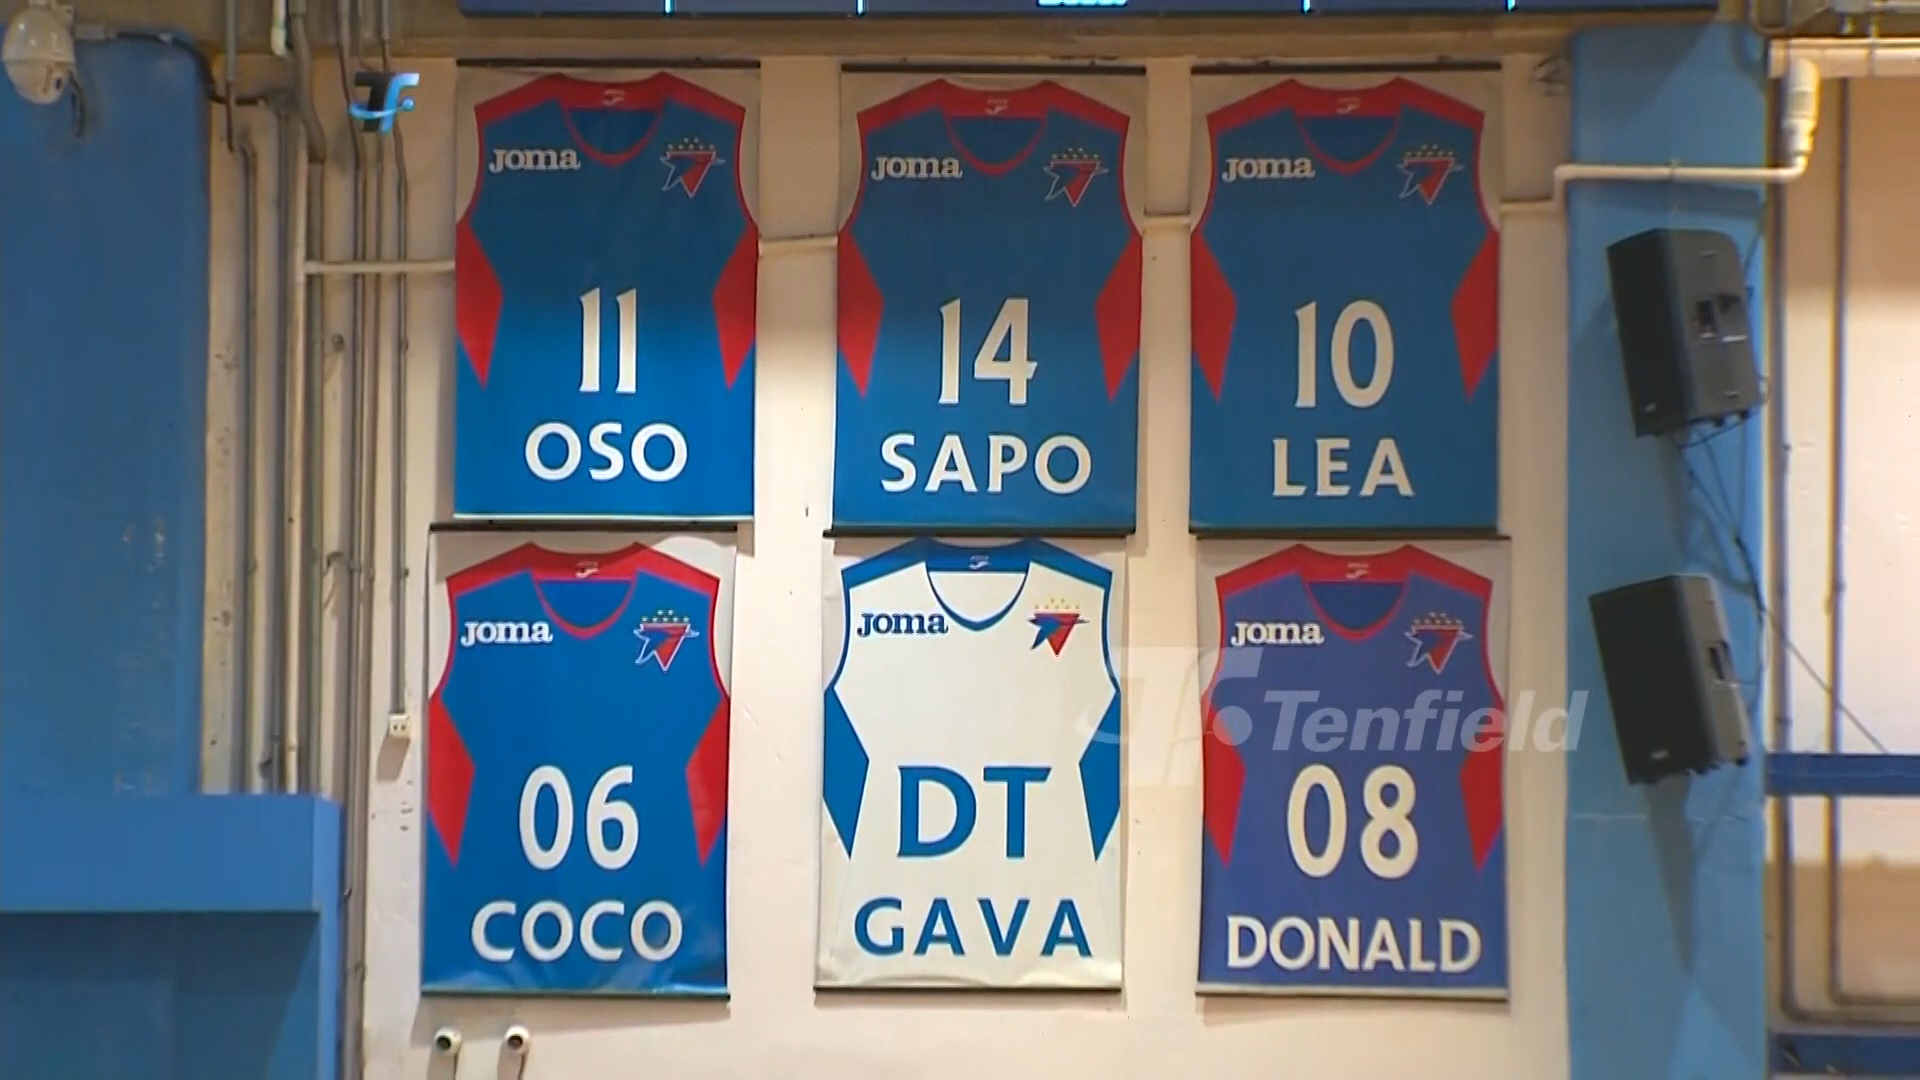 Joma
11
OSO
Joma
14
SAPO
Joma
10
LEA
Joma
06
COCO
Joma
DT
GAVA
Joma
08
DONALD
Tenfield